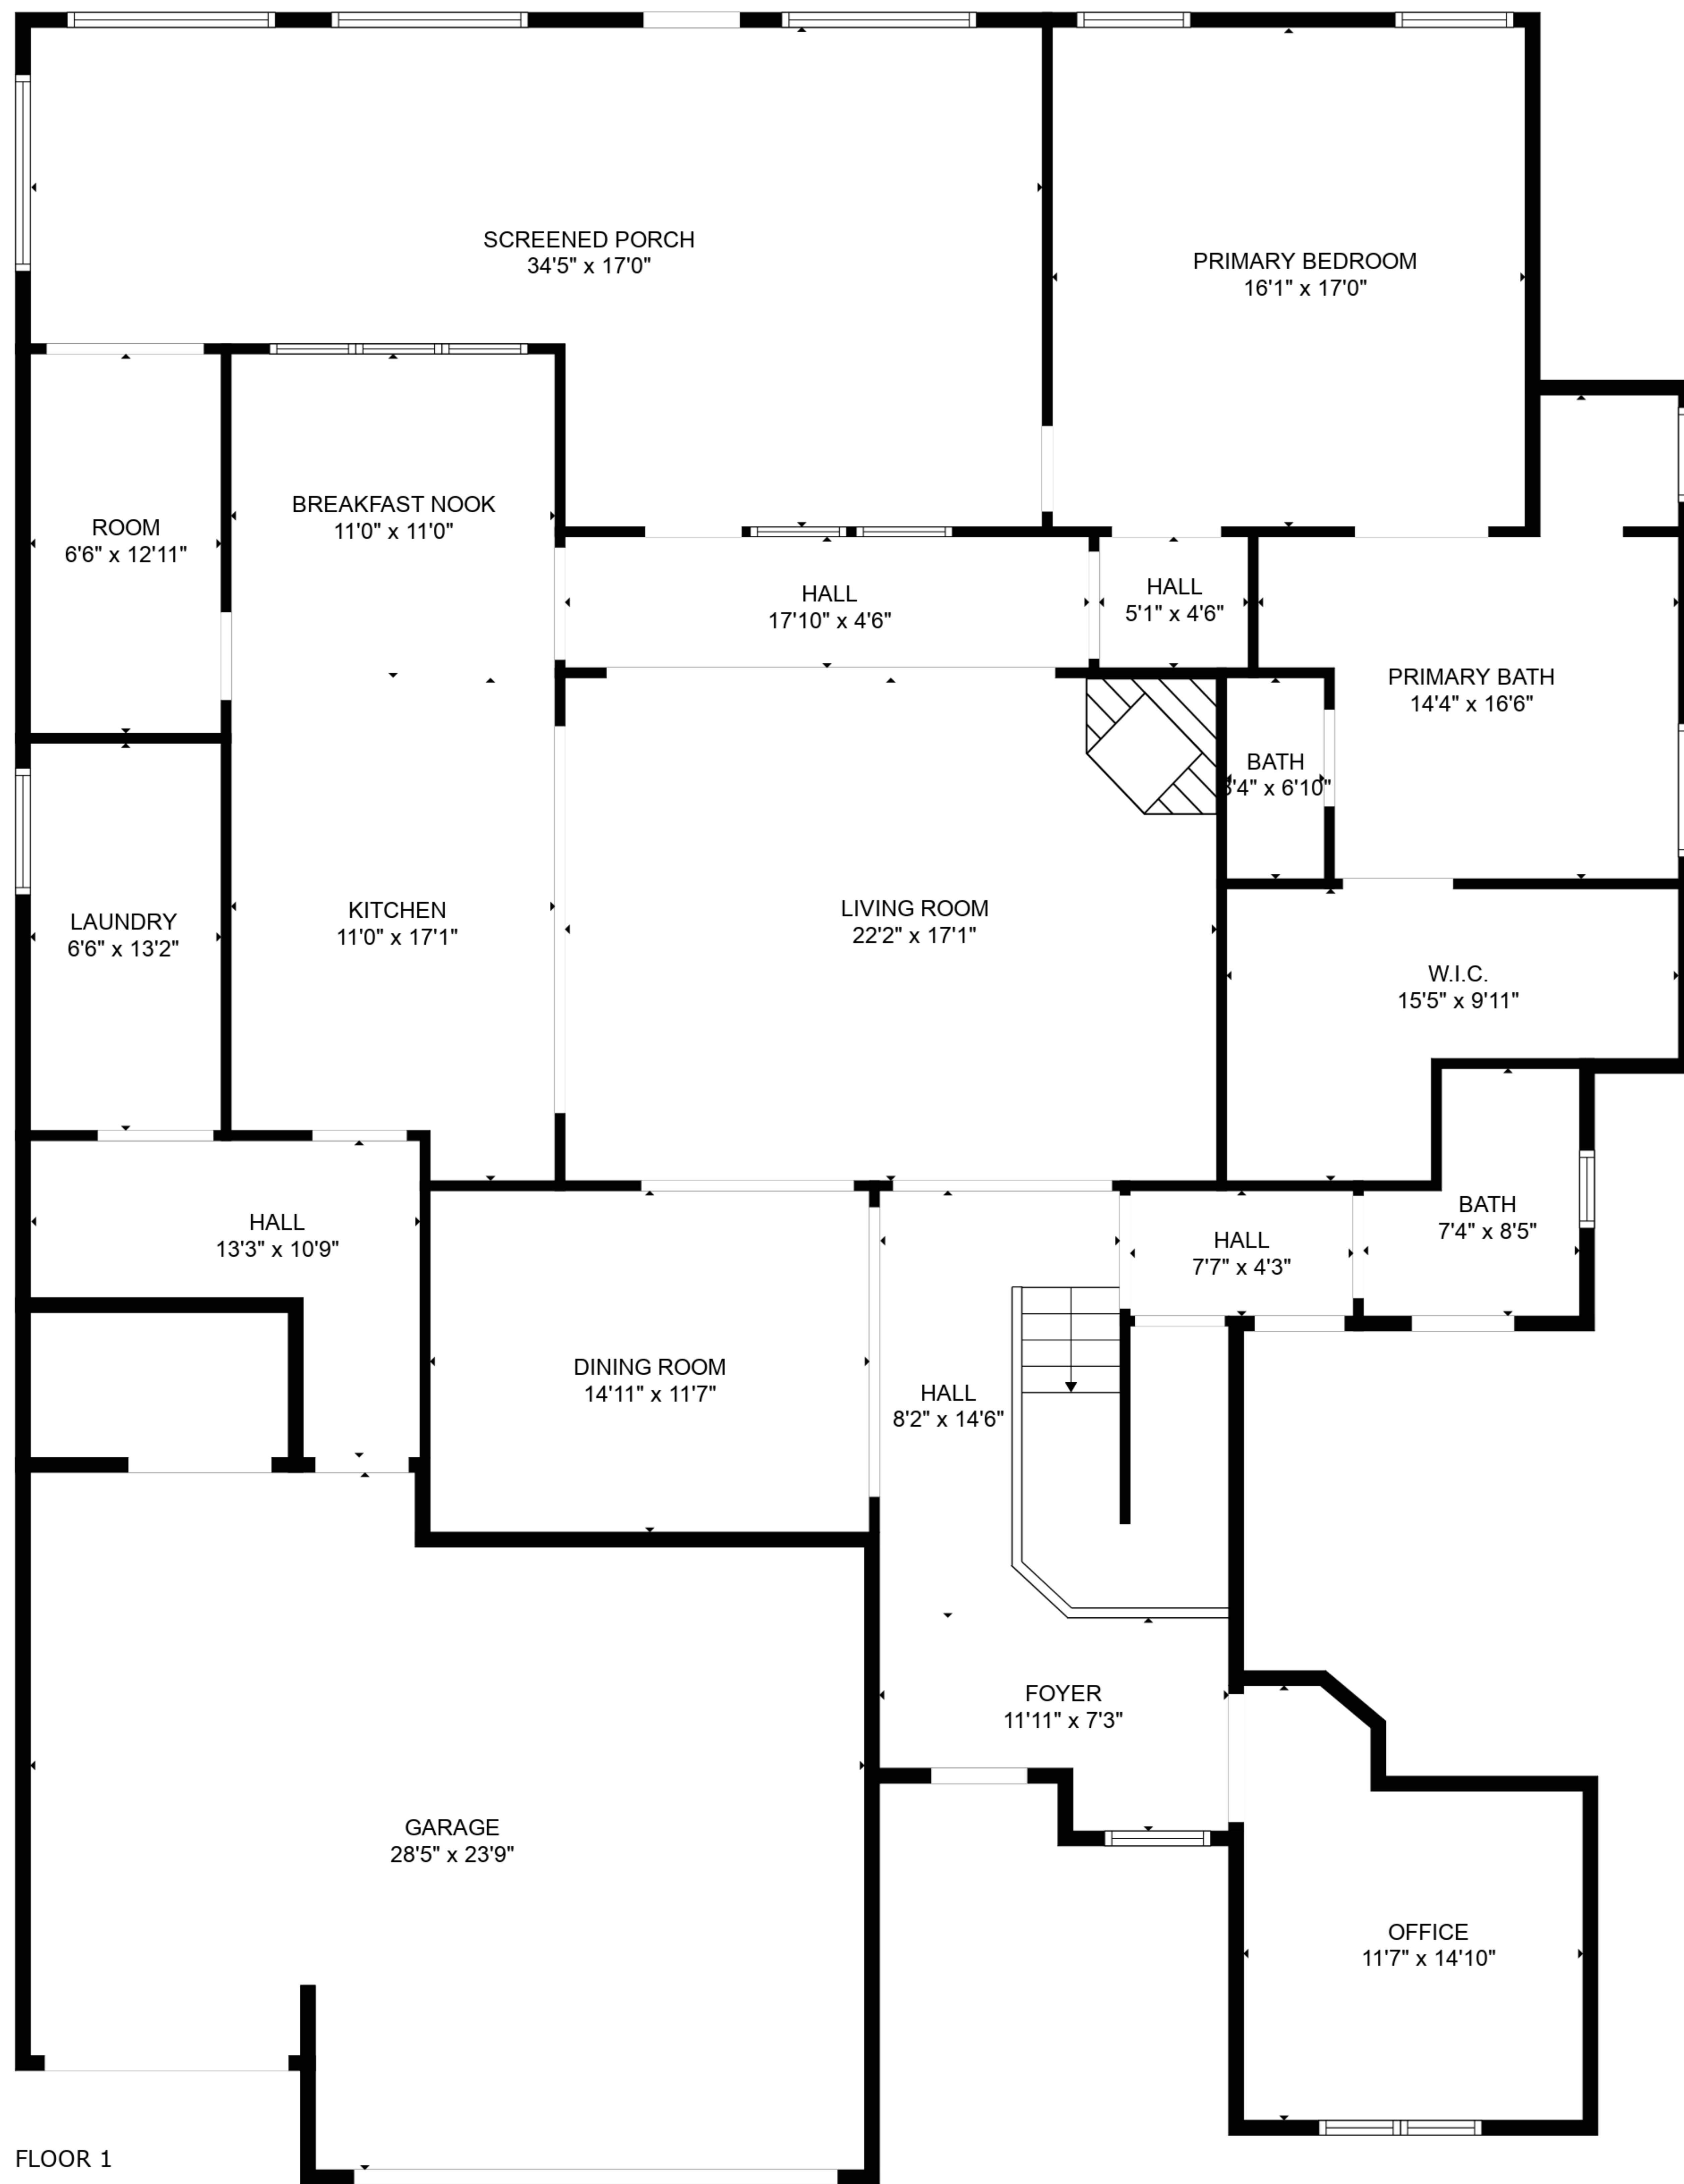 SCREENED PORCH
34'5" x 17'0"
PRIMARY BEDROOM
16'1" x 17'0"
BREAKFAST NOOK
11'0" x 11'0"
ROOM
6'6" x 12'11"
HALL
17'10" x 4'6"
HALL
5'1" x 4'6"
PRIMARY BATH
14'4" x 16'6"
BATH
'4" x 6'10"
LAUNDRY
6'6" x 13'2"
KITCHEN
11'0" x 17'1"
LIVING ROOM
22'2" x 17'1"
W.I.C.
15'5" x 9'11"
HALL
13'3" x 10'9"
BATH
7'4" x 8'5"
HALL
7'7" x 4'3"
DINING ROOM
14'11" x 11'7"
HALL
8'2" x 14'6"
FOYER
11'11" x 7'3"
GARAGE
28'5" x 23'9"
OFFICE
11'7" x 14'10"
FLOOR 1